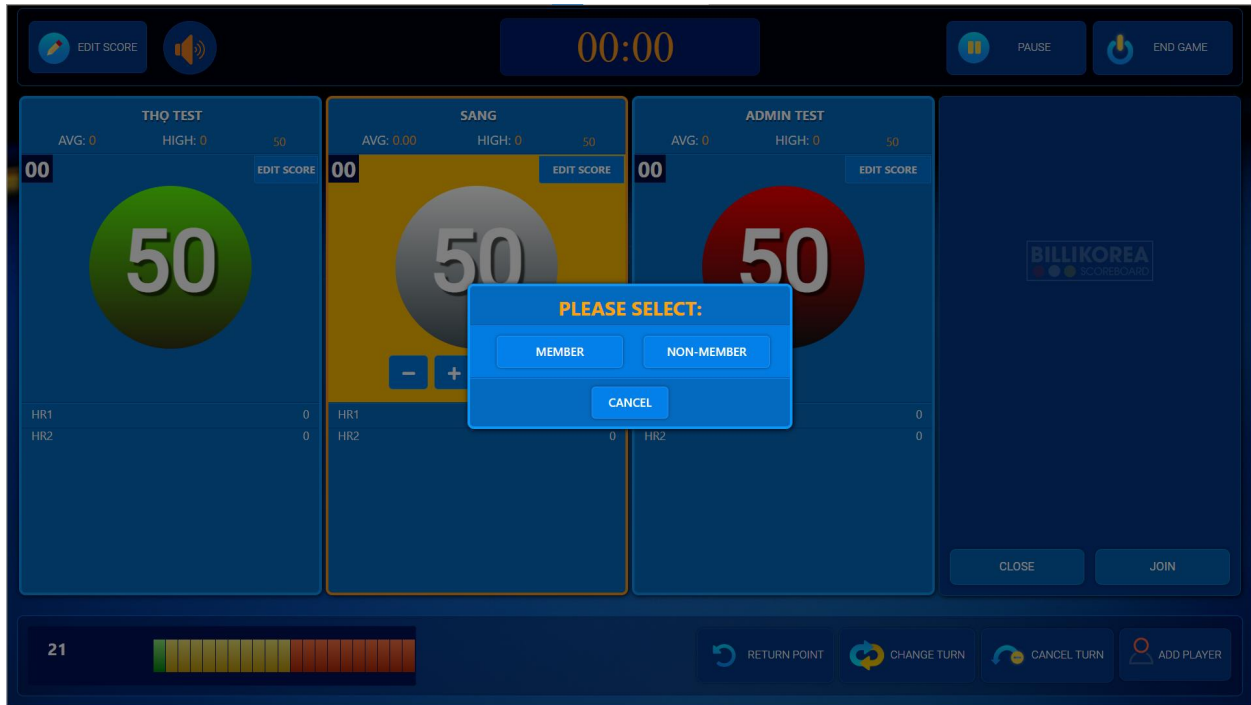 EDIT SCORE
00:00
PAUSE
END GAME
THỌ TEST
AVG: 0 HIGH: 0 50
00 EDIT SCORE
50
HR1 0
HR2 0
SANG
AVG: 0.00 HIGH: 0 50
00 EDIT SCORE
50
− +
HR1
HR2 0
ADMIN TEST
AVG: 0 HIGH: 0 50
00 EDIT SCORE
50
0
HR2 0
PLEASE SELECT:
MEMBER NON-MEMBER
CANCEL
BILLIKOREA
SCOREBOARD
CLOSE JOIN
21
RETURN POINT CHANGE TURN CANCEL TURN ADD PLAYER